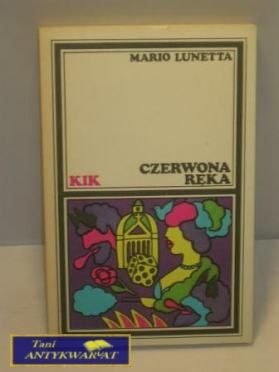 MARIO LUNETTA
CZERWONA
RĘKA
KIK
Tani
ANTYKWARIAT